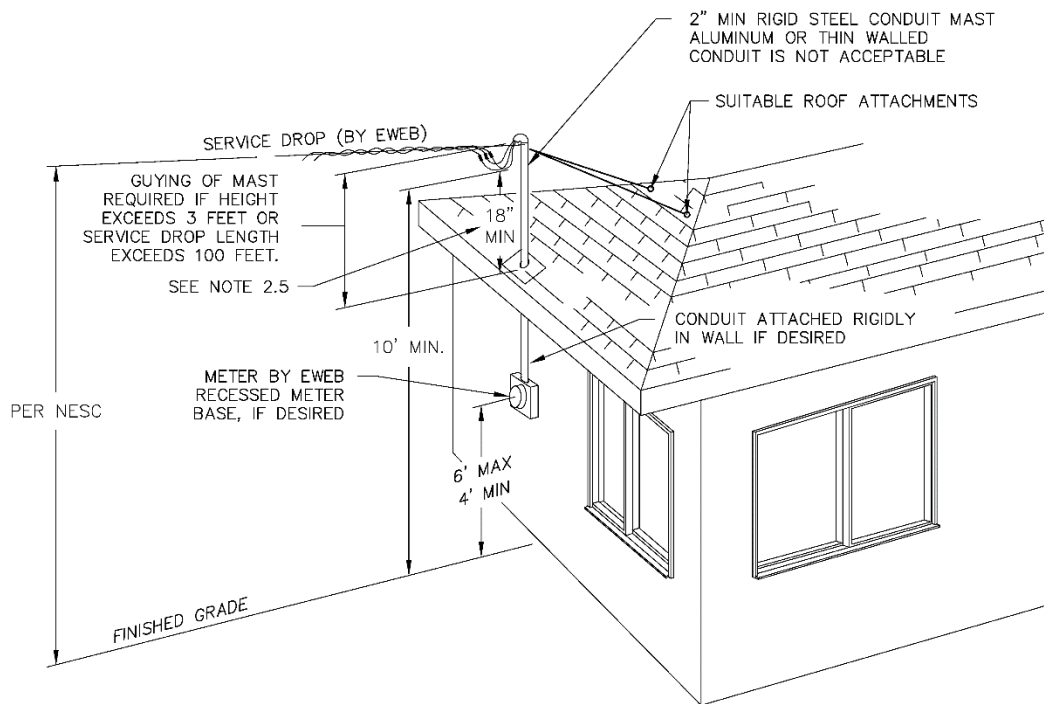 2" MIN RIGID STEEL CONDUIT MAST
ALUMINUM OR THIN WALLED
CONDUIT IS NOT ACCEPTABLE
SUITABLE ROOF ATTACHMENTS
SERVICE DROP (BY EWEB)
GUYING OF MAST
REQUIRED IF HEIGHT
EXCEEDS 3 FEET OR
SERVICE DROP LENGTH
EXCEEDS 100 FEET.
18"
MIN
SEE NOTE 2.5
CONDUIT ATTACHED RIGIDLY
IN WALL IF DESIRED
10' MIN.
METER BY EWEB
RECESSED METER
BASE, IF DESIRED
PER NESC
6' MAX
4' MIN
FINISHED GRADE